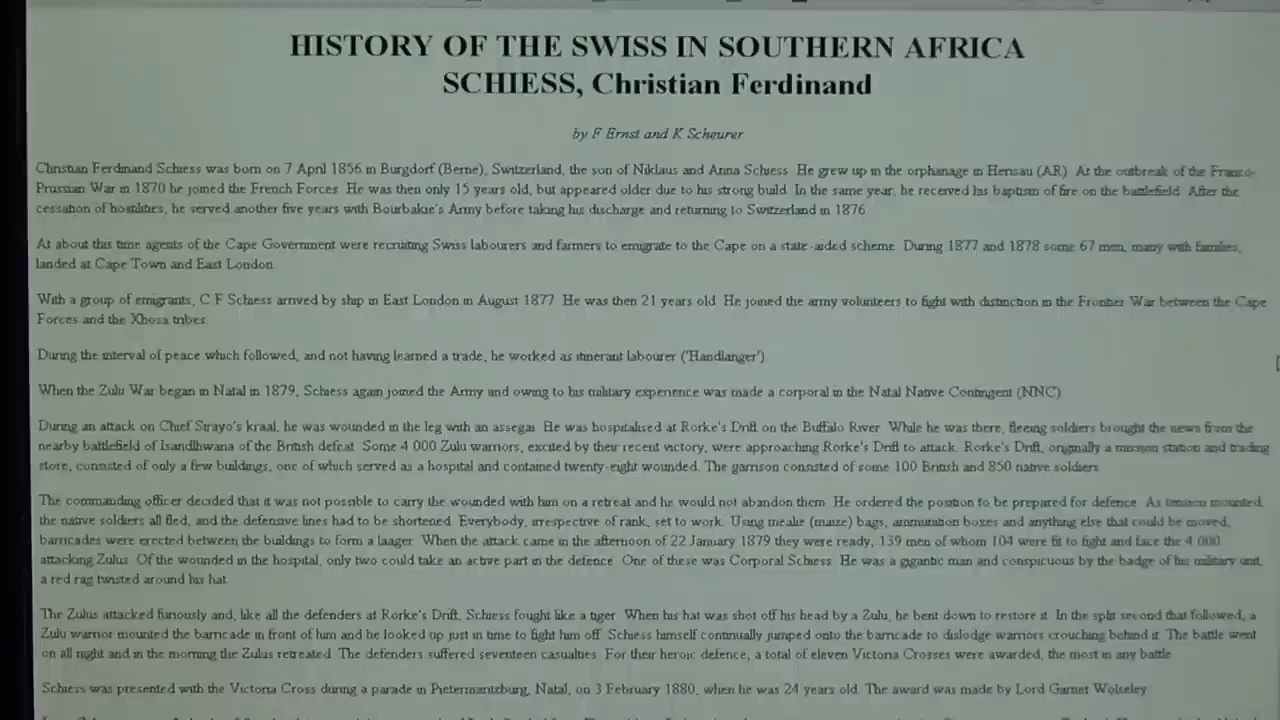 HISTORY OF THE SWISS IN SOUTHERN AFRICA
SCHIESS, Christian Ferdinand
by F Ernst and K Scheurer
Christian Ferdinand Schiess was born on 7 April 1856 in Burgdorf (Berne), Switzerland, the son of Niklaus and Anna Schiess. He grew up in the orphanage in Herisau (AR). At the outbreak of the Franco-
Prussian War in 1870 he joined the French Forces. He was then only 15 years old, but appeared older due to his strong build. In the same year, he received his baptism of fire on the battlefield. After the
cessation of hostilities, he served another five years with Bourbakie's Army before taking his discharge and returning to Switzerland in 1876.
At about this time agents of the Cape Government were recruiting Swiss labourers and farmers to emigrate to the Cape on a state-aided scheme. During 1877 and 1878 some 67 men, many with families,
landed at Cape Town and East London.
With a group of emigrants, C F Schiess arrived by ship in East London in August 1877. He was then 21 years old. He joined the army volunteers to fight with distinction in the Frontier War between the Cape
Forces and the Xhosa tribes.
During the interval of peace which followed, and not having learned a trade, he worked as itinerant labourer ('Handlanger').
When the Zulu War began in Natal in 1879, Schiess again joined the Army and owing to his military experience was made a corporal in the Natal Native Contingent (NNC).
During an attack on Chief Sirayo's kraal, he was wounded in the leg with an assegai. He was hospitalised at Rorke's Drift on the Buffalo River. While he was there, fleeing soldiers brought the news from the
nearby battlefield of Isandlhwana of the British defeat. Some 4 000 Zulu warriors, excited by their recent victory, were approaching Rorke's Drift to attack. Rorke's Drift, originally a mission station and trading
store, consisted of only a few buildings, one of which served as a hospital and contained twenty-eight wounded. The garrison consisted of some 100 British and 850 native soldiers.
The commanding officer decided that it was not possible to carry the wounded with him on a retreat and he would not abandon them. He ordered the position to be prepared for defence. As tension mounted,
the native soldiers all fled, and the defensive lines had to be shortened. Everybody, irrespective of rank, set to work. Using mealie (maize) bags, ammunition boxes and anything else that could be moved,
barricades were erected between the buildings to form a laager. When the attack came in the afternoon of 22 January 1879 they were ready, 139 men of whom 104 were fit to fight and face the 4 000
attacking Zulus. Of the wounded in the hospital, only two could take an active part in the defence. One of these was Corporal Schiess. He was a gigantic man and conspicuous by the badge of his military unit,
a red rag twisted around his hat.
The Zulus attacked furiously and, like all the defenders at Rorke's Drift, Schiess fought like a tiger. When his hat was shot off his head by a Zulu, he bent down to restore it. In the split second that followed, a
Zulu warrior mounted the barricade in front of him and he looked up just in time to fight him off. Schiess himself continually jumped onto the barricade to dislodge warriors crouching behind it. The battle went
on all night and in the morning the Zulus retreated. The defenders suffered seventeen casualties. For their heroic defence, a total of eleven Victoria Crosses were awarded, the most in any battle.
Schiess was presented with the Victoria Cross during a parade in Pietermaritzburg, Natal, on 3 February 1880, when he was 24 years old. The award was made by Lord Garnet Wolseley.